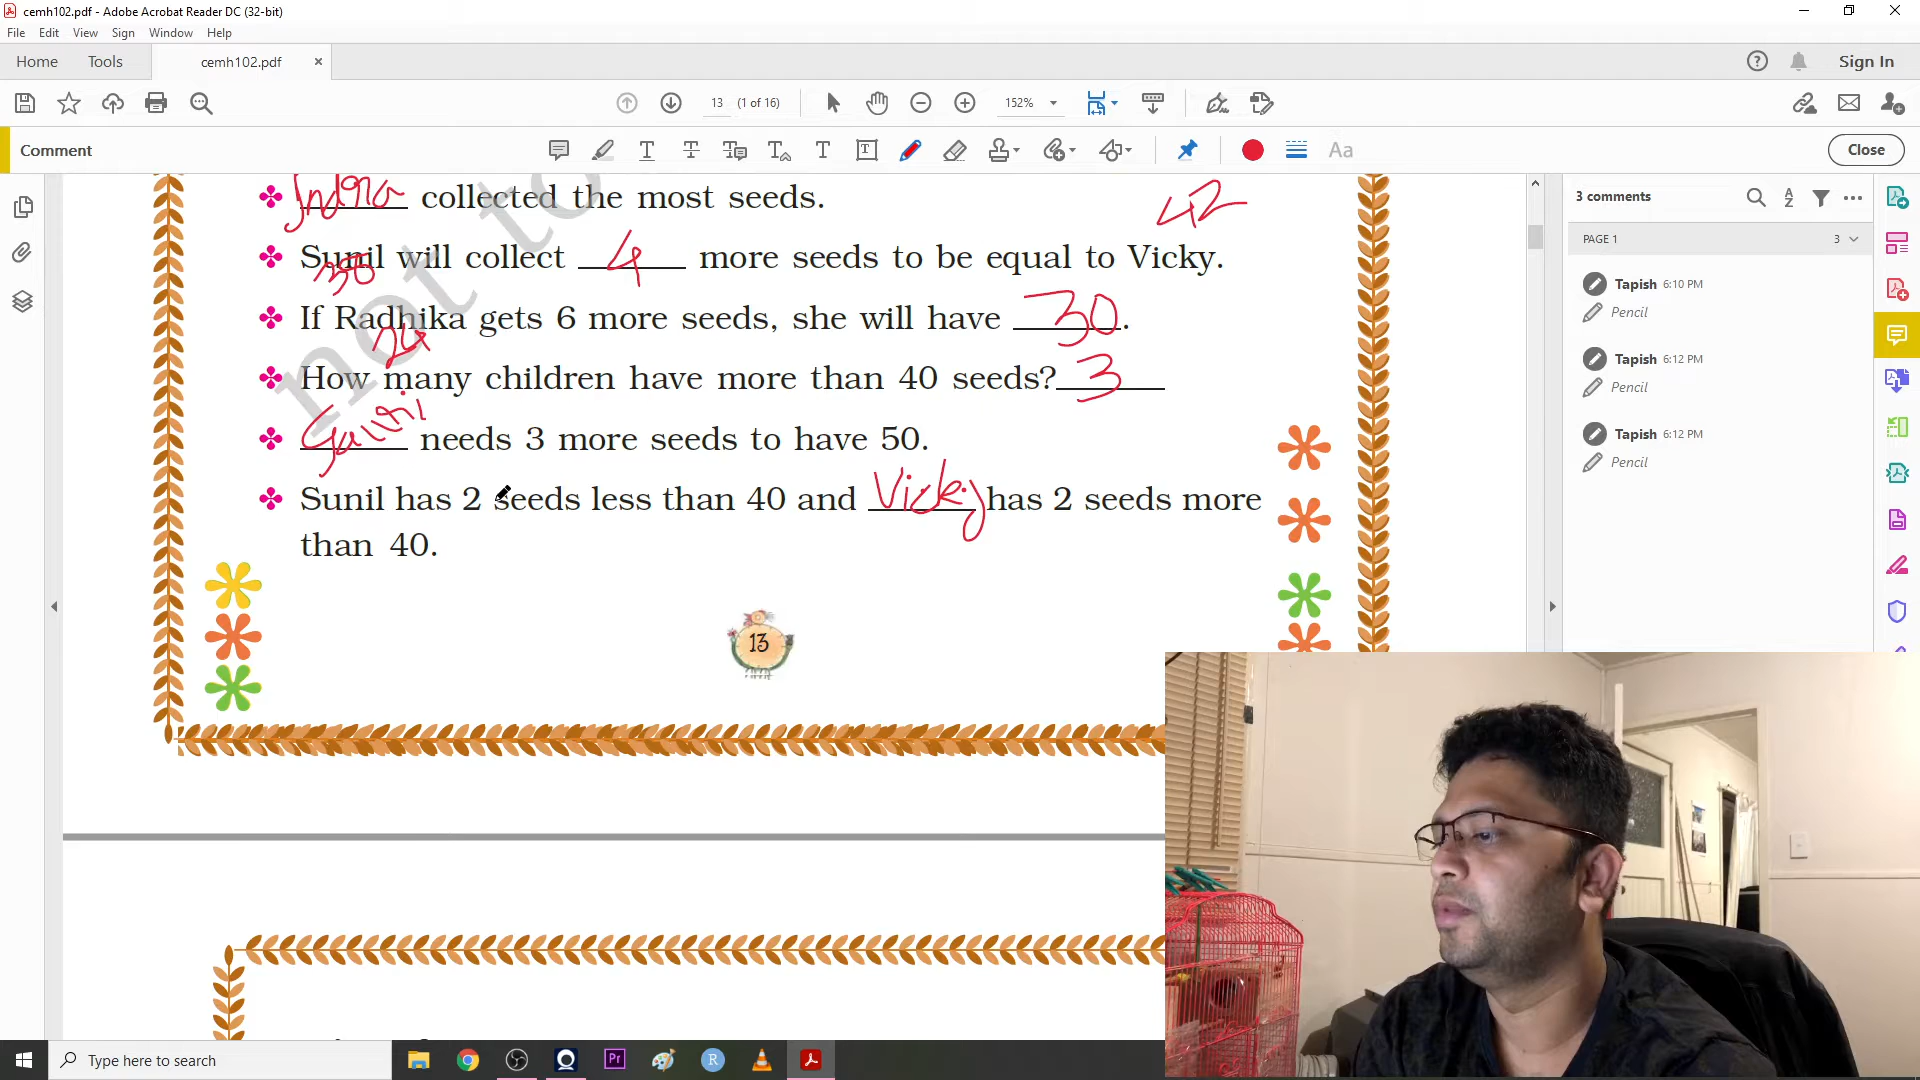 cemh102.pdf - Adobe Acrobat Reader DC (32-bit)
File Edit View Sign Window Help
Home Tools cemh102.pdf Sign In
13 (1 of 16) 152%
Comment Aa Close
India collected the most seeds.
42
Sunil will collect 4 more seeds to be equal to Vicky.
38
If Radhika gets 6 more seeds, she will have 30.
24
How many children have more than 40 seeds? 3
needs 3 more seeds to have 50.
Sunil has 2 seeds less than 40 and Vicky has 2 seeds more
than 40.
13
not to
3 comments
PAGE 1 3
Tapish 6:10 PM
Pencil
Tapish 6:12 PM
Pencil
Tapish 6:12 PM
Pencil
Type here to search
Pr R